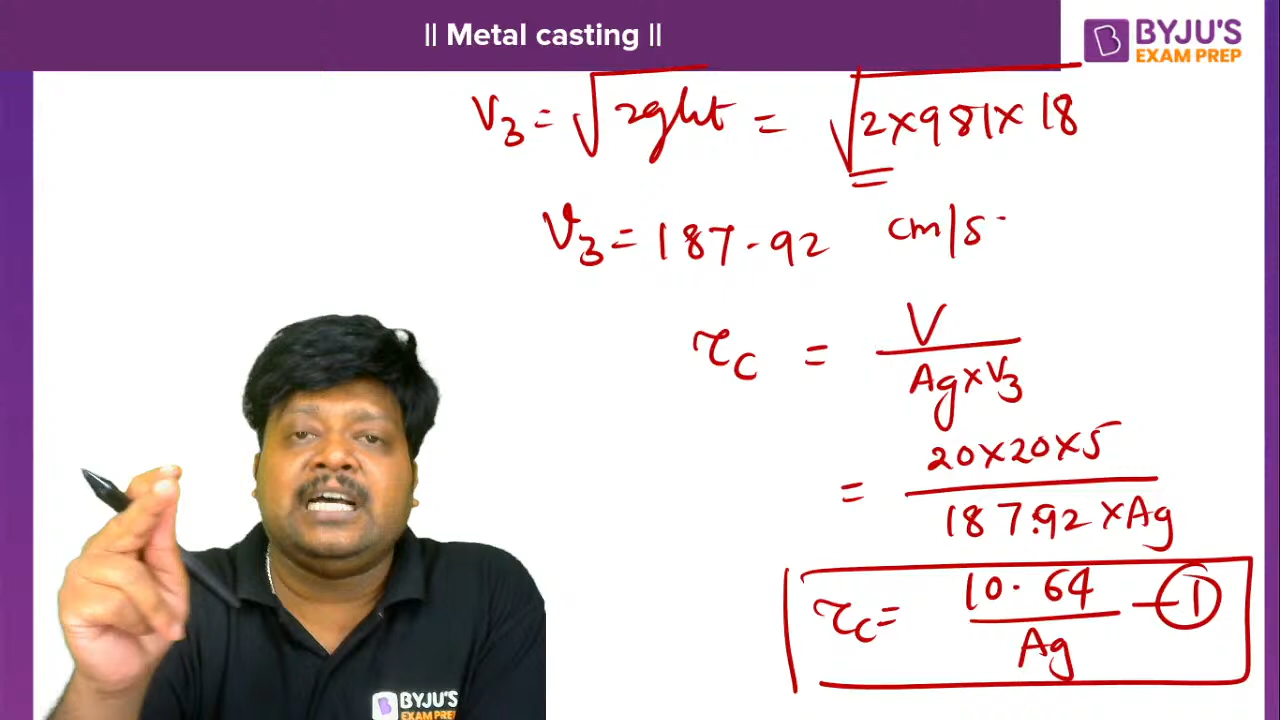 || Metal casting ||
BYJU'S
EXAM PREP
V3 = √2ght = √2×981×18
V3 = 187.92 cm/s.
τc = V / Ag×V3
= 20×20×5 / 187.92 ×Ag
τc = 10.64 / Ag — ①
BYJU'S
EXAM PREP